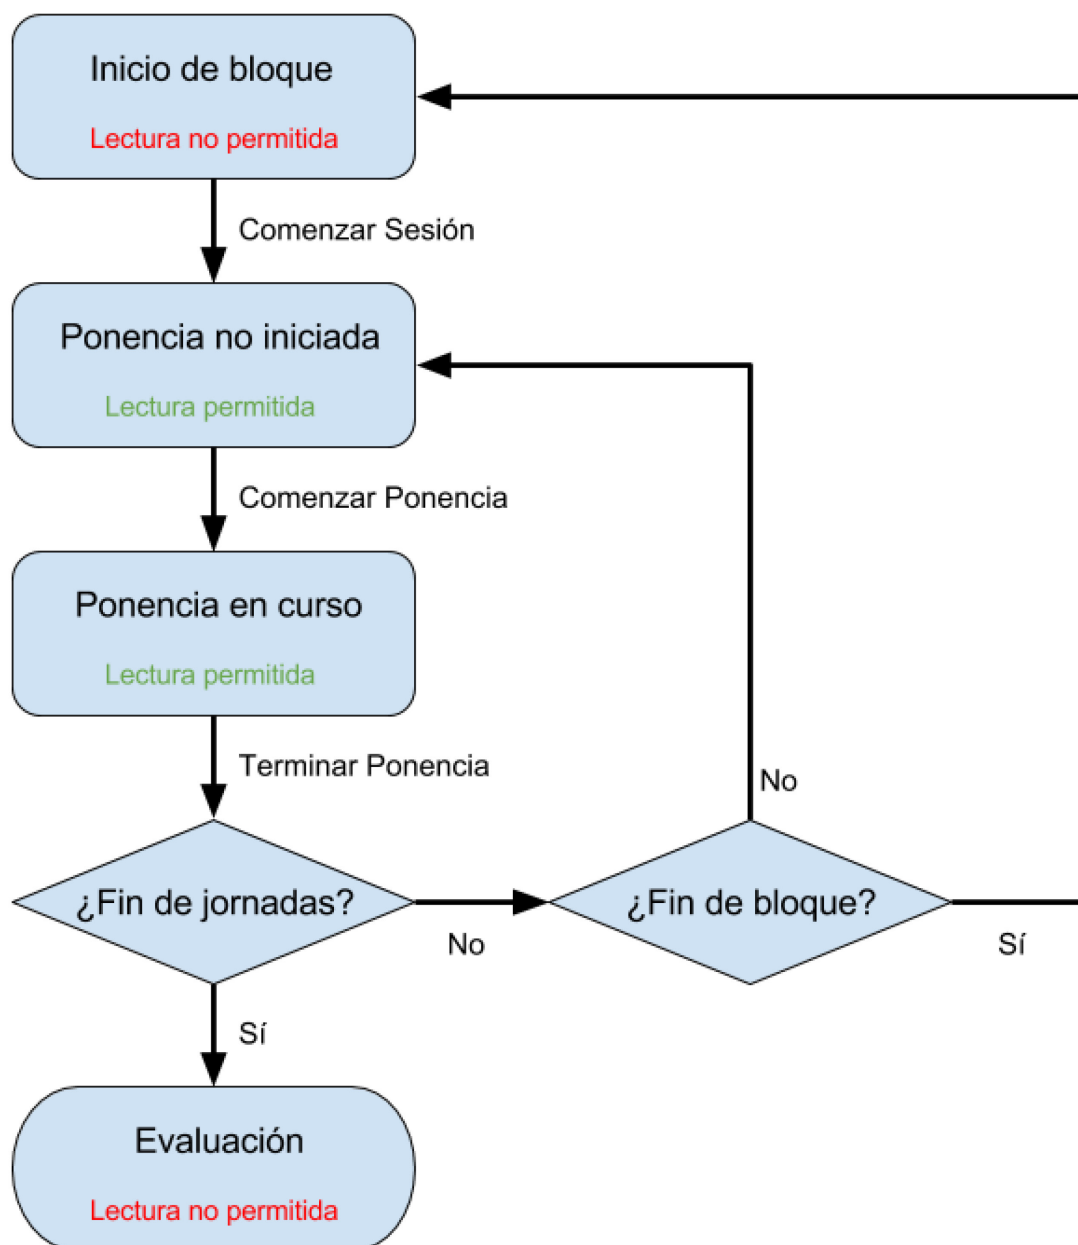 Inicio de bloque
Lectura no permitida
Comenzar Sesión
Ponencia no iniciada
Lectura permitida
Comenzar Ponencia
Ponencia en curso
Lectura permitida
Terminar Ponencia
No
¿Fin de jornadas?
¿Fin de bloque?
No
Sí
Sí
Evaluación
Lectura no permitida